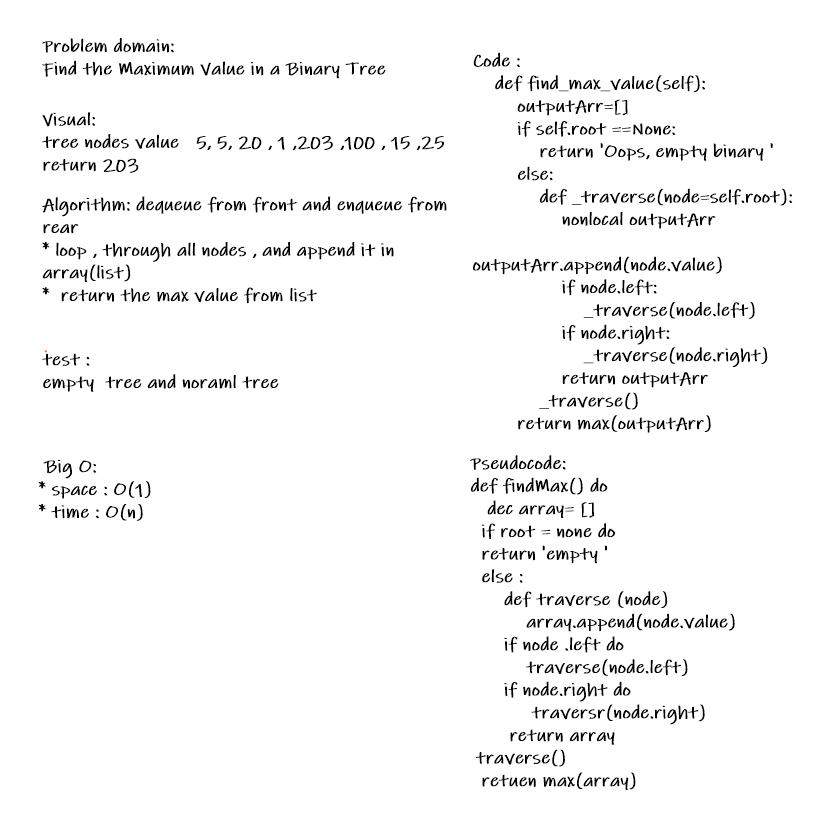 Problem domain:
Find the Maximum Value in a Binary Tree
Visual:
tree nodes value 5, 5, 20 , 1 ,203 ,100 , 15 ,25
return 203
Algorithm: dequeue from front and enqueue from
rear
* loop , through all nodes , and append it in
array(list)
* return the max value from list
test :
empty tree and noraml tree
Big O:
* space : O(1)
* time : O(n)
Code :
def find_max_value(self):
outputArr=[]
if self.root ==None:
return 'Oops, empty binary '
else:
def _traverse(node=self.root):
nonlocal outputArr
outputArr.append(node.value)
if node.left:
_traverse(node.left)
if node.right:
_traverse(node.right)
return outputArr
_traverse()
return max(outputArr)
Pseudocode:
def findMax() do
dec array= []
if root = none do
return 'empty '
else :
def traverse (node)
array.append(node.value)
if node .left do
traverse(node.left)
if node.right do
traversr(node.right)
return array
traverse()
retuen max(array)